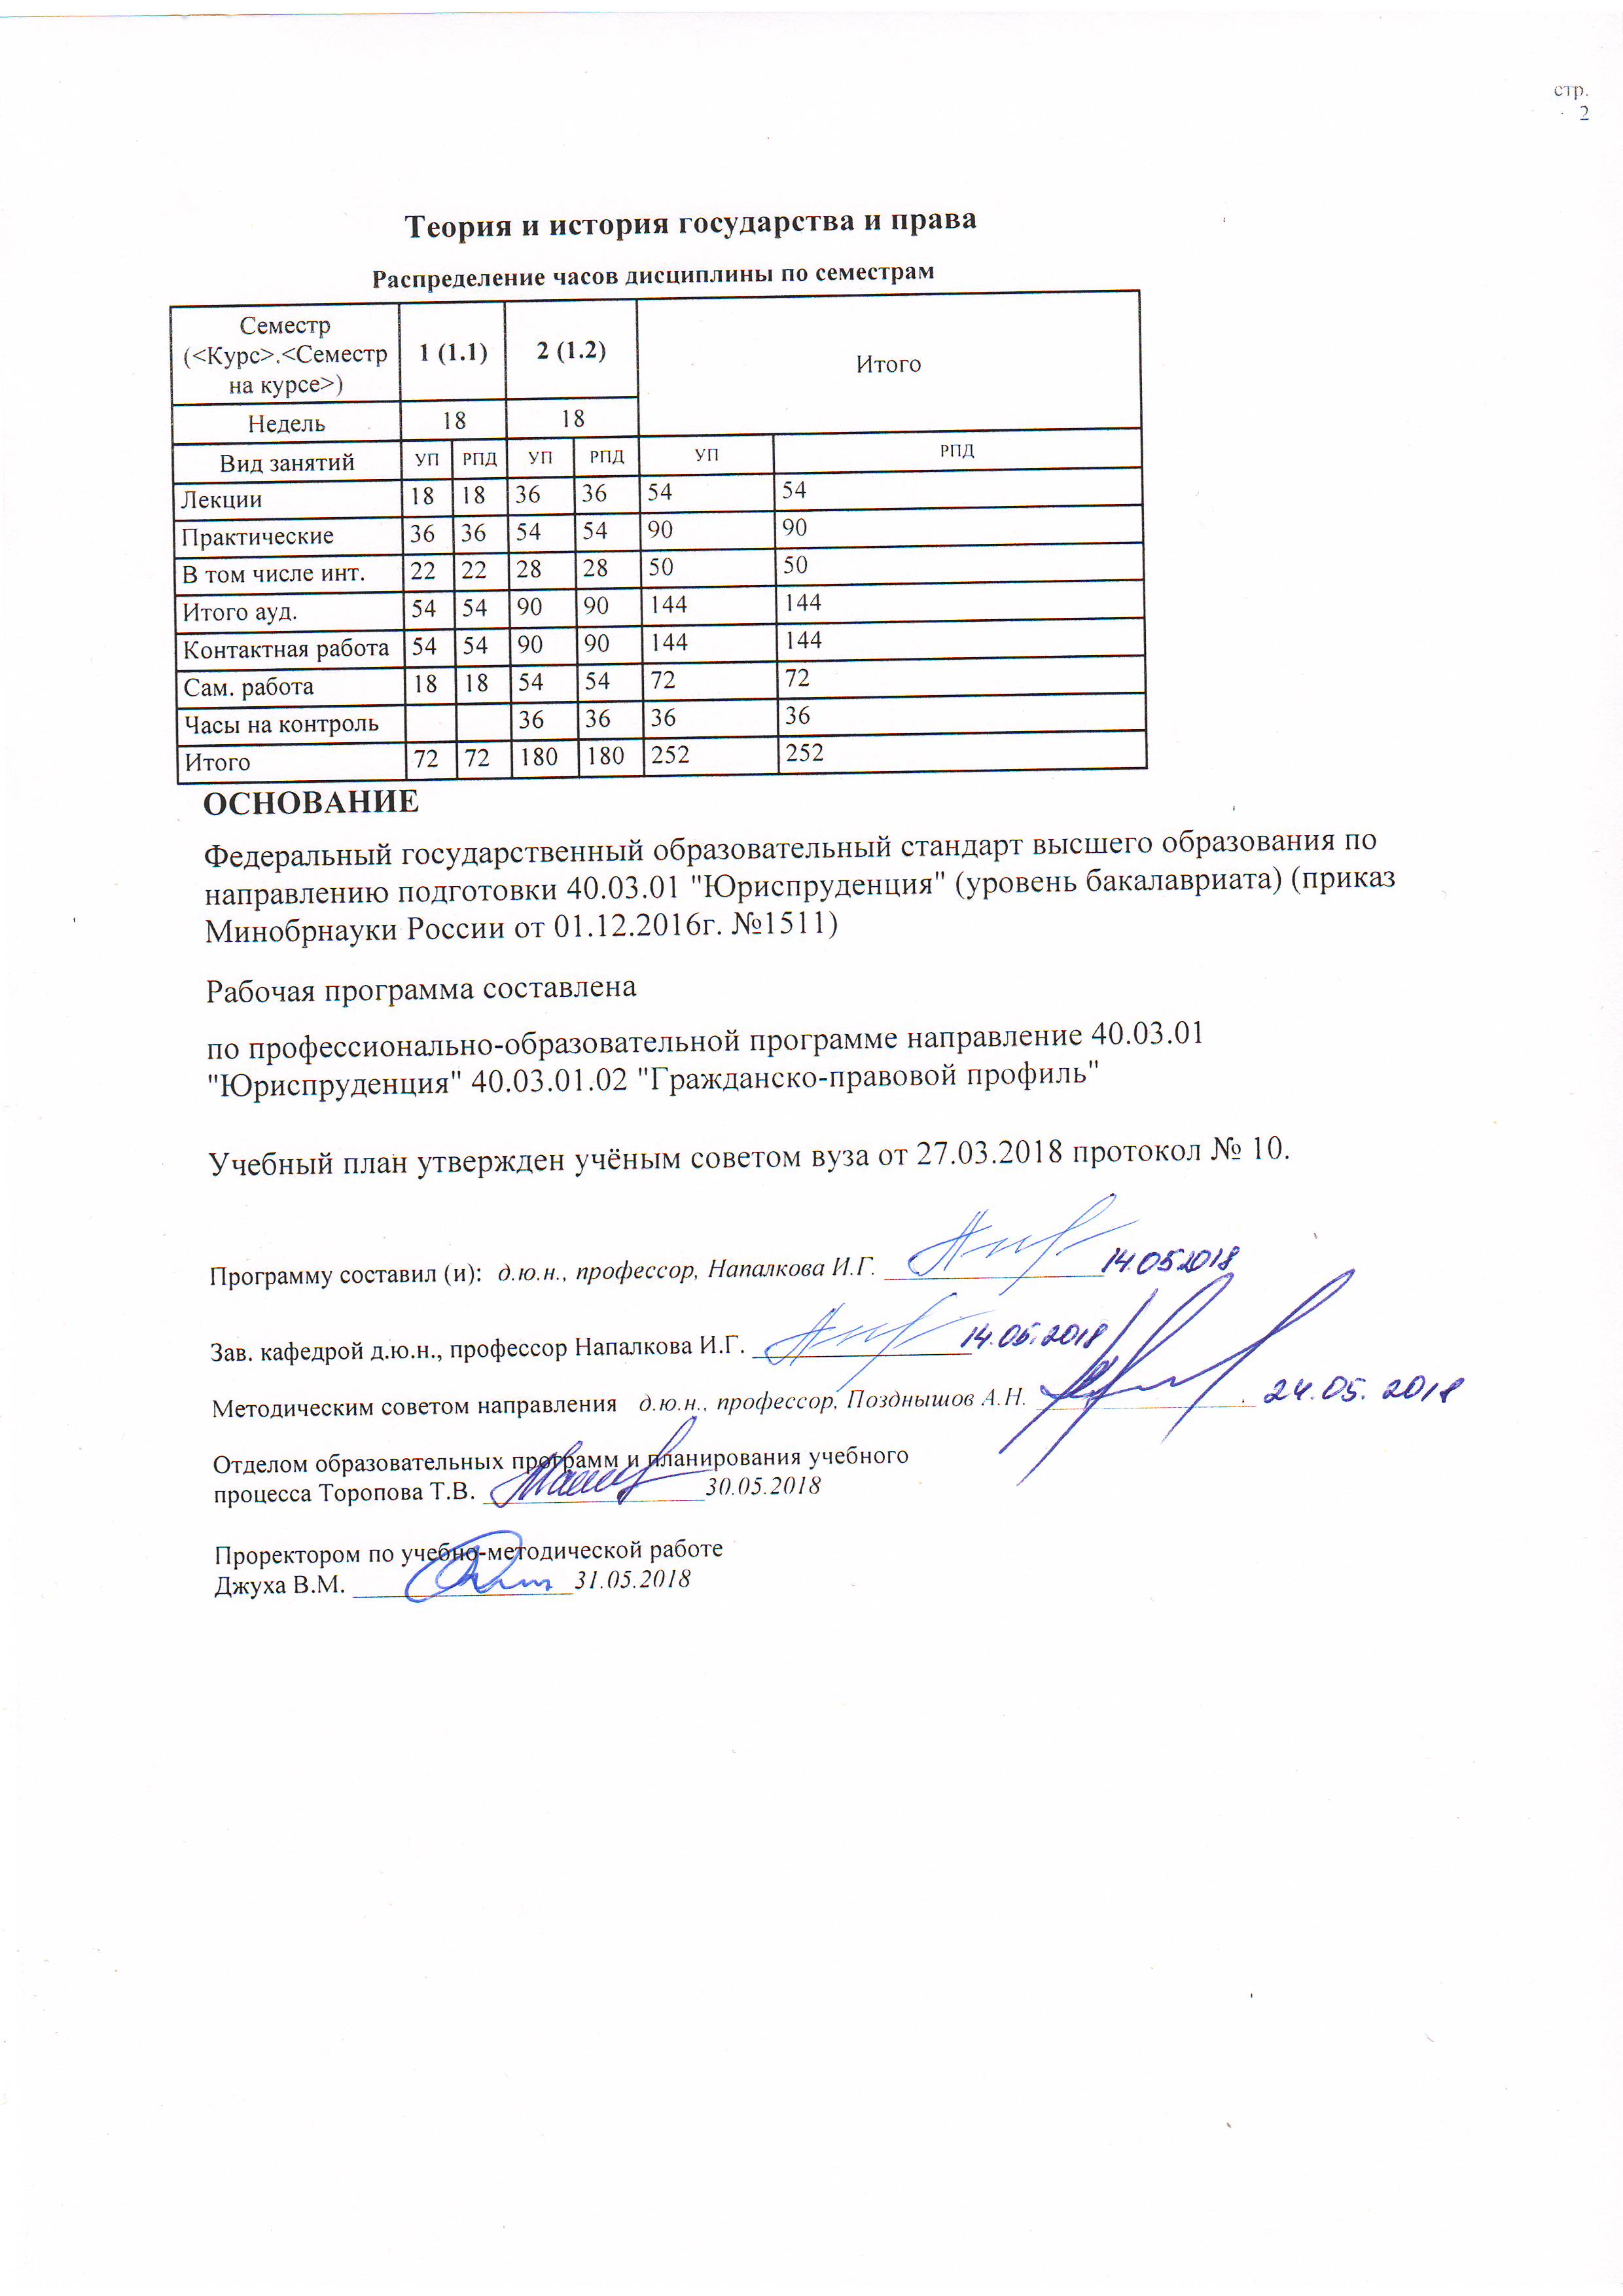 стр.
2
Теория и история государства и права
Распределение часов дисциплины по семестрам
Семестр
(<Курс>.<Семестр
на курсе>) 1 (1.1) 2 (1.2) Итого
Недель 18 18
Вид занятий УП РПД УП РПД УП РПД
Лекции 18 18 36 36 54 54
Практические 36 36 54 54 90 90
В том числе инт. 22 22 28 28 50 50
Итого ауд. 54 54 90 90 144 144
Контактная работа 54 54 90 90 144 144
Сам. работа 18 18 54 54 72 72
Часы на контроль 36 36 36 36
Итого 72 72 180 180 252 252
ОСНОВАНИЕ
Федеральный государственный образовательный стандарт высшего образования по
направлению подготовки 40.03.01 "Юриспруденция" (уровень бакалавриата) (приказ
Минобрнауки России от 01.12.2016г. №1511)
Рабочая программа составлена
по профессионально-образовательной программе направление 40.03.01
"Юриспруденция" 40.03.01.02 "Гражданско-правовой профиль"
Учебный план утвержден учёным советом вуза от 27.03.2018 протокол № 10.
Программу составил (и): д.ю.н., профессор, Напалкова И.Г. 14.05.2018
Зав. кафедрой д.ю.н., профессор Напалкова И.Г. 14.05.2018
Методическим советом направления д.ю.н., профессор, Позднышов А.Н. 24.05.2018
Отделом образовательных программ и планирования учебного
процесса Торопова Т.В. 30.05.2018
Проректором по учебно-методической работе
Джуха В.М. 31.05.2018